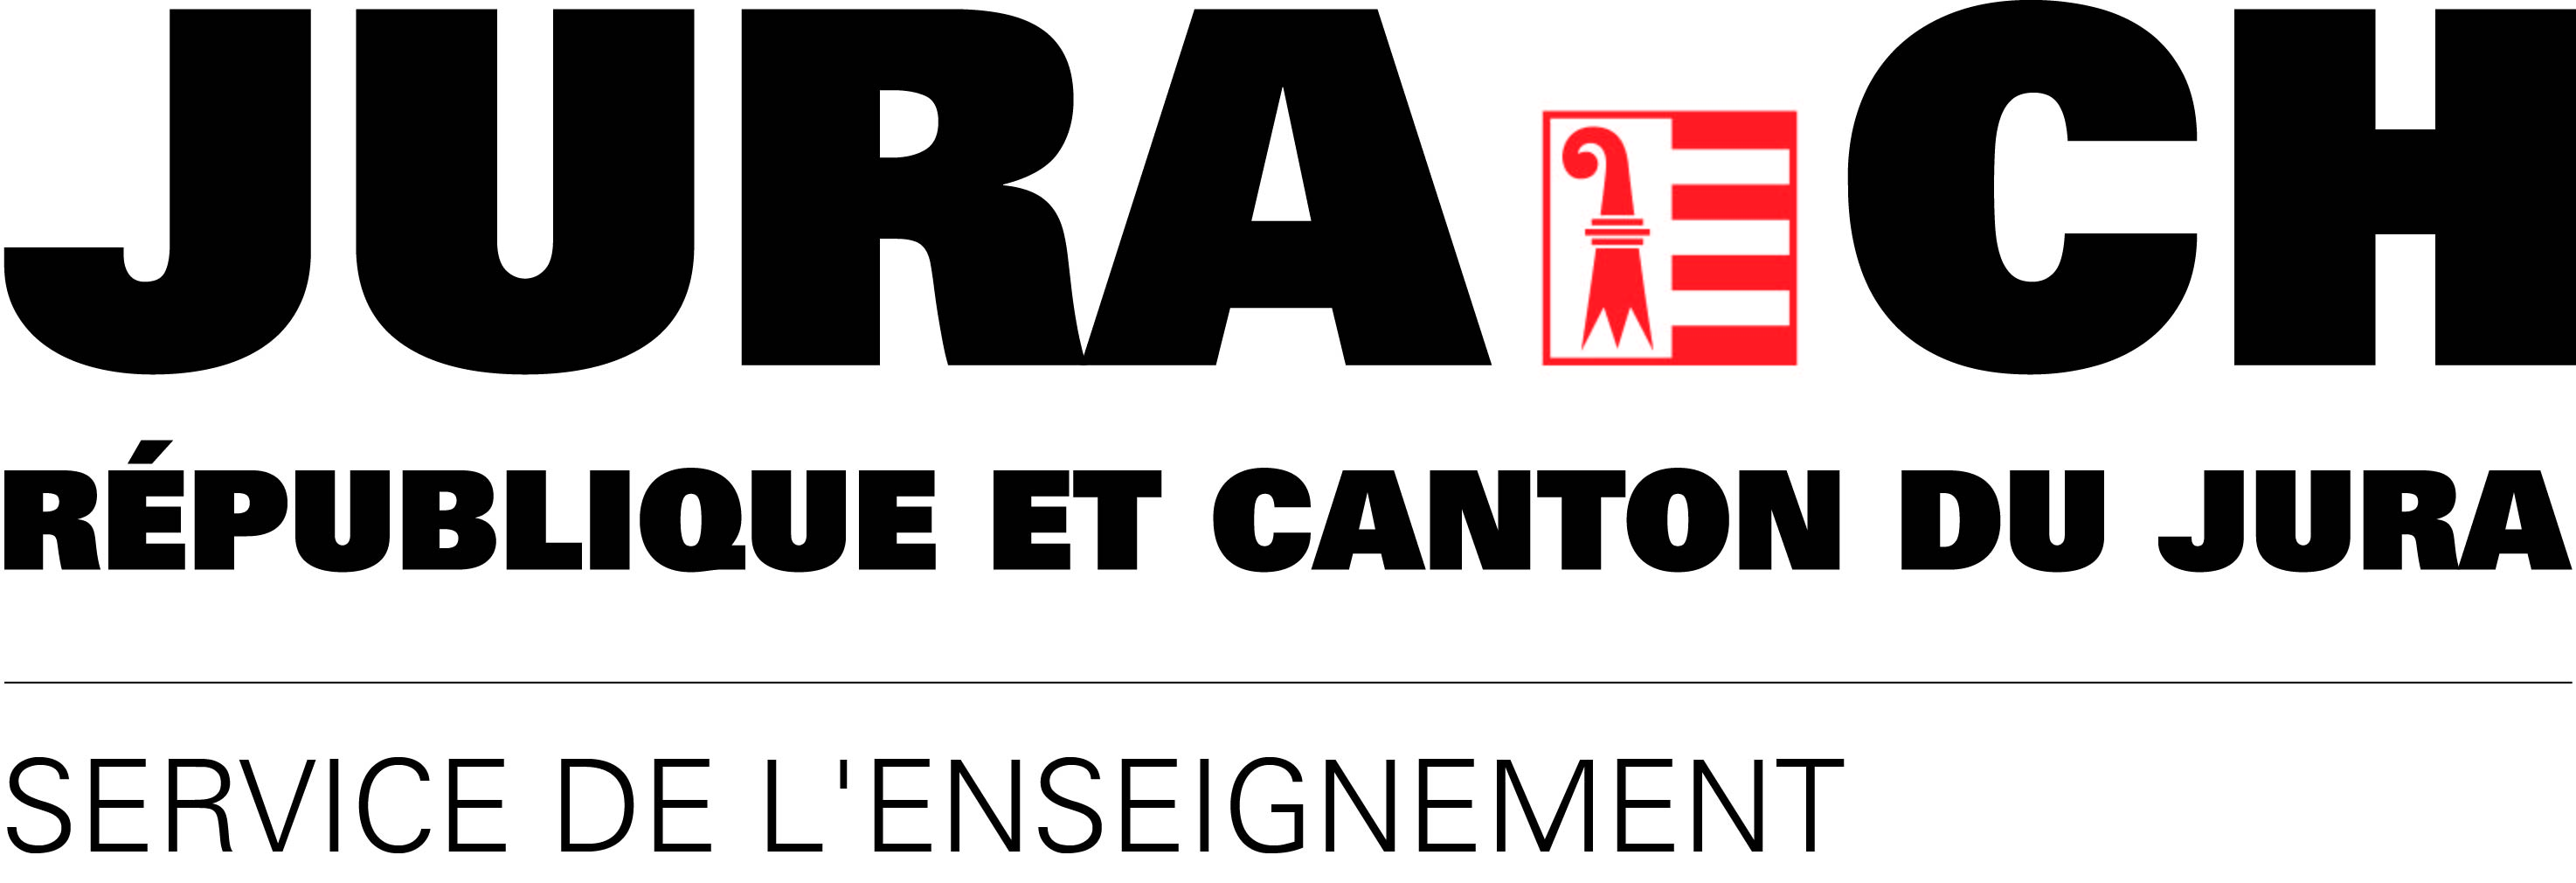 JURA CH
RÉPUBLIQUE ET CANTON DU JURA
SERVICE DE L'ENSEIGNEMENT